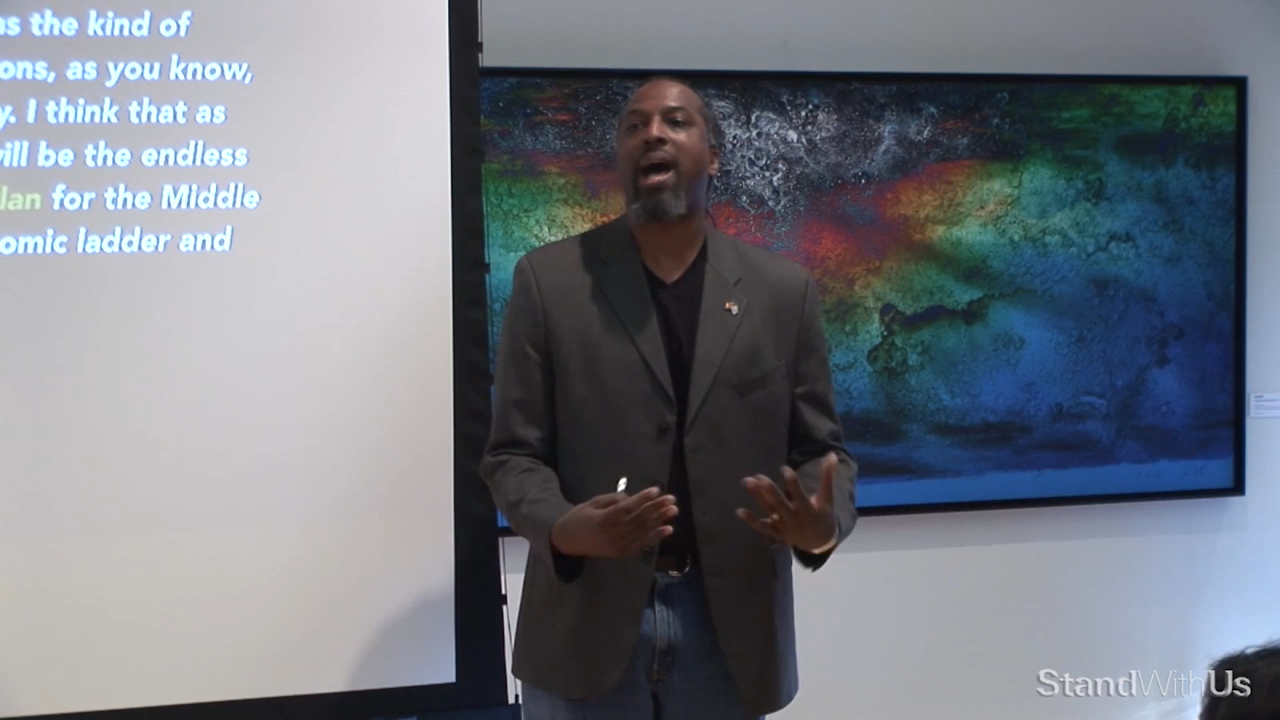 as the kind of
ons, as you know,
y. I think that as
will be the endless
lan for the Middle
omic ladder and
StandWithUs